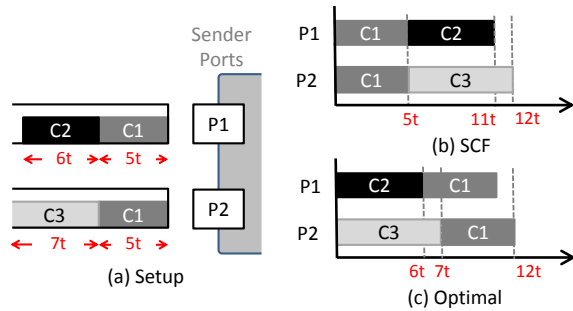 Sender
Ports
C2
C1
P1
6t
5t
C3
C1
P2
7t
5t
(a) Setup
P1
C1
C2
P2
C1
C3
5t
11t
12t
(b) SCF
P1
C2
C1
P2
C3
C1
6t
7t
12t
(c) Optimal